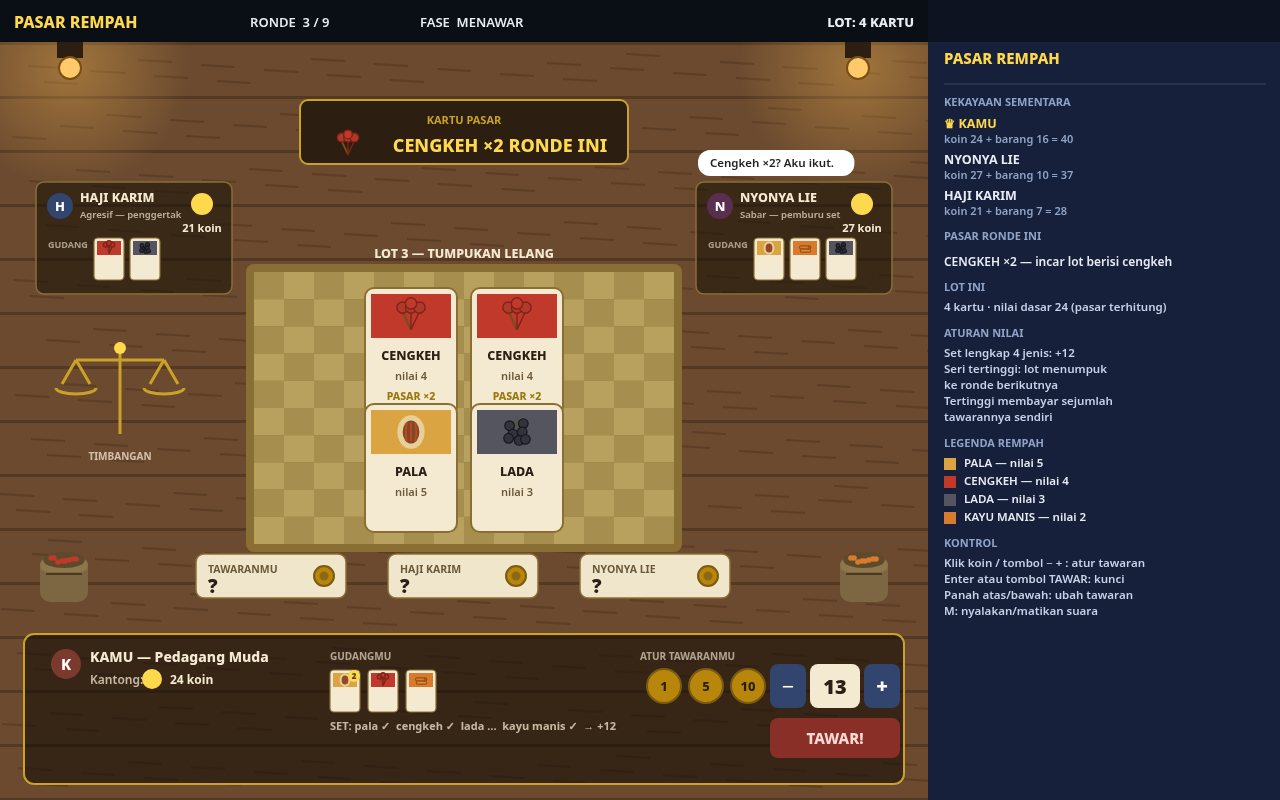 PASAR REMPAH
RONDE 3 / 9
FASE MENAWAR
LOT: 4 KARTU
KARTU PASAR
CENGKEH ×2 RONDE INI
Cengkeh ×2? Aku ikut.
H
HAJI KARIM
Agresif — penggertak
21 koin
GUDANG
N
NYONYA LIE
Sabar — pemburu set
27 koin
GUDANG
LOT 3 — TUMPUKAN LELANG
CENGKEH
nilai 4
PASAR ×2
CENGKEH
nilai 4
PASAR ×2
PALA
nilai 5
LADA
nilai 3
TIMBANGAN
TAWARANMU
?
HAJI KARIM
?
NYONYA LIE
?
K
KAMU — Pedagang Muda
Kantong:
24 koin
GUDANGMU
2
SET: pala ✓ cengkeh ✓ lada ... kayu manis ✓ → +12
ATUR TAWARANMU
1
5
10
−
13
+
TAWAR!
PASAR REMPAH
KEKAYAAN SEMENTARA
♛ KAMU
koin 24 + barang 16 = 40
NYONYA LIE
koin 27 + barang 10 = 37
HAJI KARIM
koin 21 + barang 7 = 28
PASAR RONDE INI
CENGKEH ×2 — incar lot berisi cengkeh
LOT INI
4 kartu · nilai dasar 24 (pasar terhitung)
ATURAN NILAI
Set lengkap 4 jenis: +12
Seri tertinggi: lot menumpuk
ke ronde berikutnya
Tertinggi membayar sejumlah
tawarannya sendiri
LEGENDA REMPAH
PALA — nilai 5
CENGKEH — nilai 4
LADA — nilai 3
KAYU MANIS — nilai 2
KONTROL
Klik koin / tombol − + : atur tawaran
Enter atau tombol TAWAR: kunci
Panah atas/bawah: ubah tawaran
M: nyalakan/matikan suara